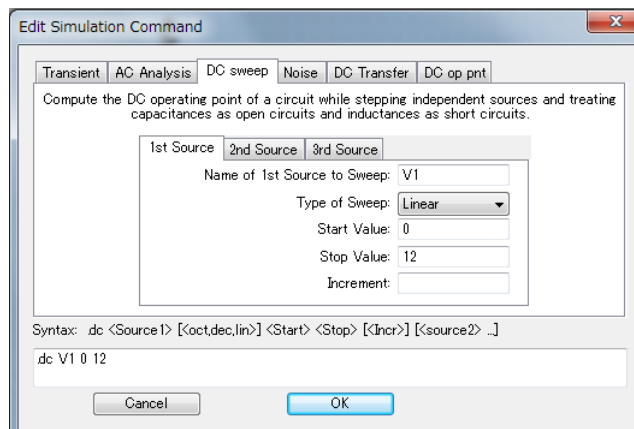 Edit Simulation Command
Transient AC Analysis DC sweep Noise DC Transfer DC op pnt
Compute the DC operating point of a circuit while stepping independent sources and treating
capacitances as open circuits and inductances as short circuits.
1st Source 2nd Source 3rd Source
Name of 1st Source to Sweep: V1
Type of Sweep: Linear
Start Value: 0
Stop Value: 12
Increment:
Syntax: .dc <Source1> [<oct,dec,lin>] <Start> <Stop> [<Incr>] [<source2> ...]
.dc V1 0 12
Cancel OK